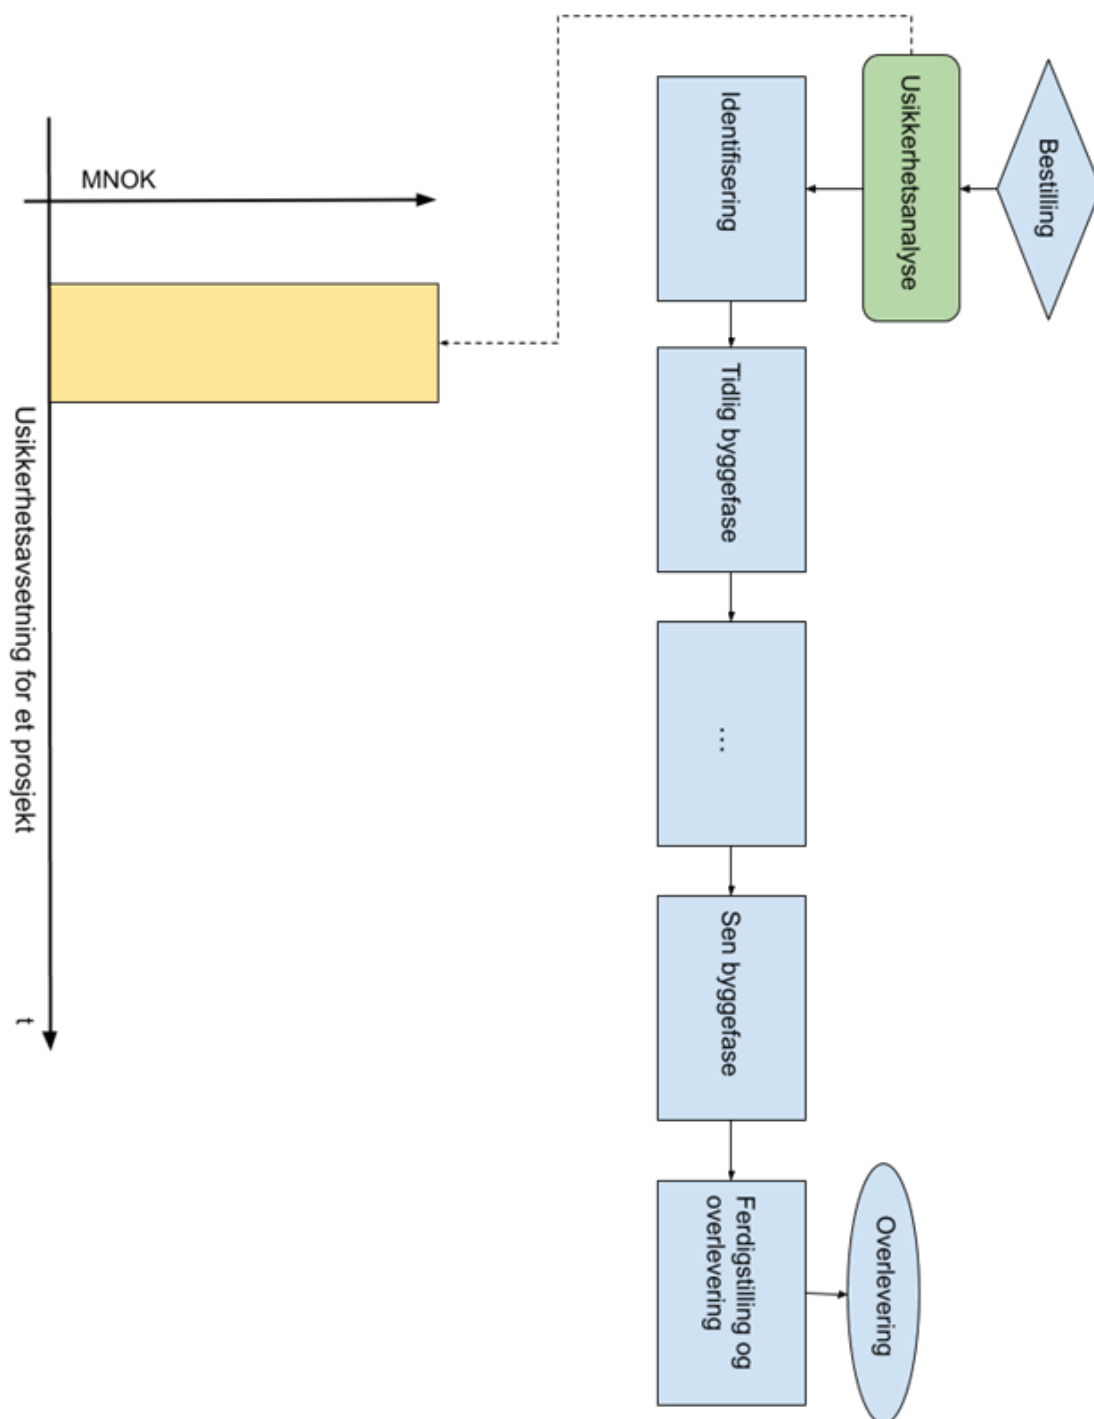 Bestilling
Usikkerhetsanalyse
Identifisering
Tidlig byggefase
...
Sen byggefase
Ferdigstilling og
overlevering
Overlevering
MNOK
Usikkerhetsavsetning for et prosjekt
t